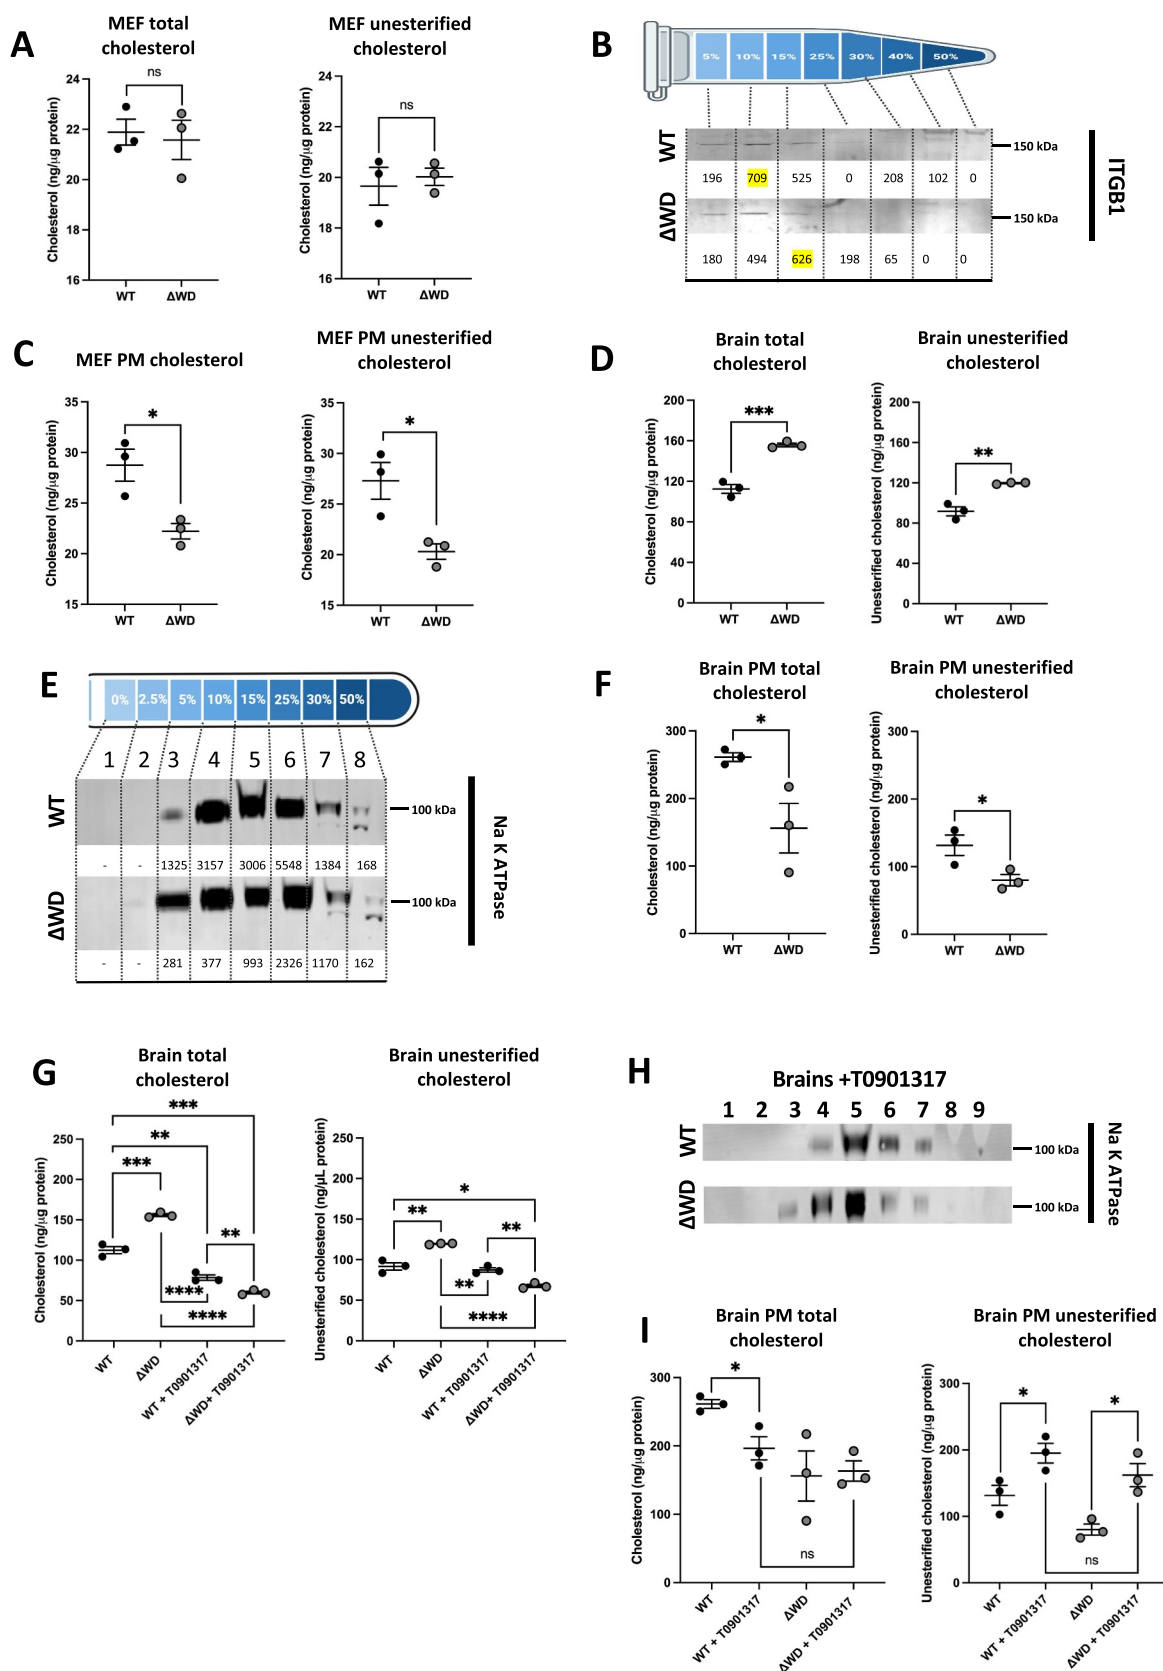 A
MEF total
cholesterol
Cholesterol (ng/µg protein)
24
22
20
18
16
ns
WT
ΔWD
MEF unesterified
cholesterol
Cholesterol (ng/µg protein)
24
22
20
18
16
ns
WT
ΔWD
B
5% 10% 15% 25% 30% 40% 50%
WT
150 kDa
196 709 525 0 208 102 0
ΔWD
150 kDa
180 494 626 198 65 0 0
ITGB1
C
MEF PM cholesterol
Cholesterol (ng/µg protein)
35
30
25
20
15
*
WT
ΔWD
MEF PM unesterified
cholesterol
Cholesterol (ng/µg protein)
35
30
25
20
15
*
WT
ΔWD
D
Brain total
cholesterol
Cholesterol (ng/µg protein)
200
160
120
80
40
0
***
WT
ΔWD
Brain unesterified
cholesterol
Unesterified cholesterol (ng/µg protein)
200
160
120
80
40
0
**
WT
ΔWD
E
0% 2.5% 5% 10% 15% 25% 30% 50%
1 2 3 4 5 6 7 8
WT
100 kDa
- - 1325 3157 3006 5548 1384 168
ΔWD
100 kDa
- - 281 377 993 2326 1170 162
Na K ATPase
F
Brain PM total
cholesterol
Cholesterol (ng/µg protein)
300
200
100
0
*
WT
ΔWD
Brain PM unesterified
cholesterol
Unesterified cholesterol (ng/µg protein)
300
200
100
0
*
WT
ΔWD
G
Brain total
cholesterol
Cholesterol (ng/µg protein)
250
200
150
100
50
0
***
**
***
**
****
****
WT
ΔWD
WT + T0901317
ΔWD+ T0901317
Brain unesterified
cholesterol
Unesterified cholesterol (ng/µL protein)
250
200
150
100
50
0
*
**
**
**
****
WT
ΔWD
WT + T0901317
ΔWD+ T0901317
H
Brains +T0901317
1 2 3 4 5 6 7 8 9
WT
100 kDa
ΔWD
100 kDa
Na K ATPase
I
Brain PM total
cholesterol
Cholesterol (ng/µg protein)
300
200
100
0
*
ns
WT
WT + T0901317
ΔWD
ΔWD + T0901317
Brain PM unesterified
cholesterol
Unesterified cholesterol (ng/µg protein)
300
200
100
0
*
*
ns
WT
WT + T0901317
ΔWD
ΔWD + T0901317